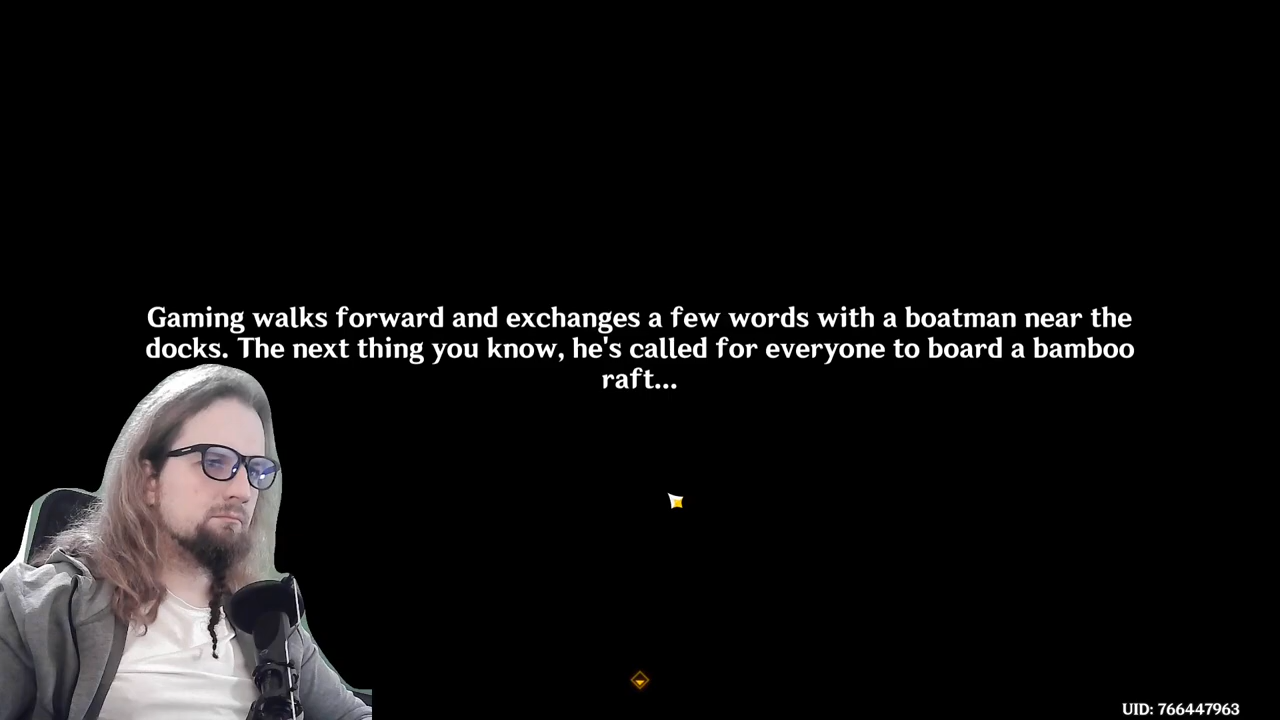 Gaming walks forward and exchanges a few words with a boatman near the
docks. The next thing you know, he's called for everyone to board a bamboo
raft...
UID: 766447963